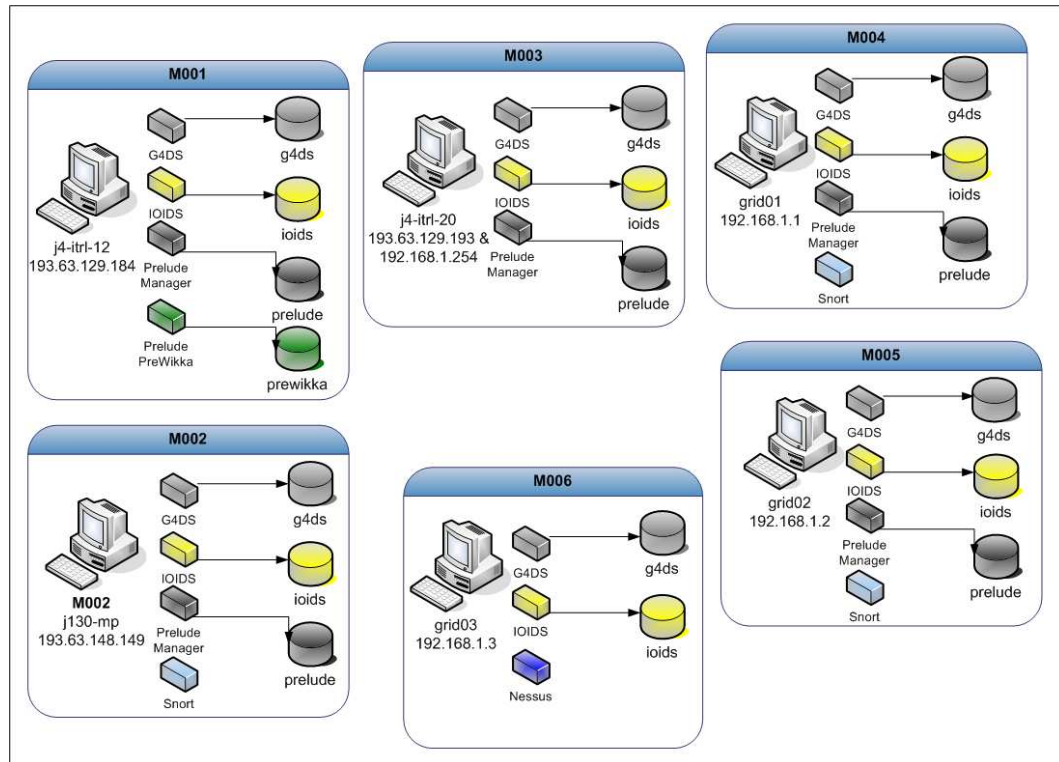 M001
G4DS
g4ds
IOIDS
ioids
j4-itrl-12
193.63.129.184
Prelude
Manager
prelude
Prelude
PreWikka
prewikka
M003
G4DS
g4ds
IOIDS
ioids
j4-itrl-20
193.63.129.193 &
192.168.1.254
Prelude
Manager
prelude
M004
G4DS
g4ds
IOIDS
ioids
grid01
192.168.1.1
Prelude
Manager
prelude
Snort
M002
G4DS
g4ds
IOIDS
ioids
M002
j130-mp
193.63.148.149
Prelude
Manager
prelude
Snort
M006
G4DS
g4ds
IOIDS
ioids
grid03
192.168.1.3
Nessus
M005
G4DS
g4ds
IOIDS
ioids
grid02
192.168.1.2
Prelude
Manager
prelude
Snort